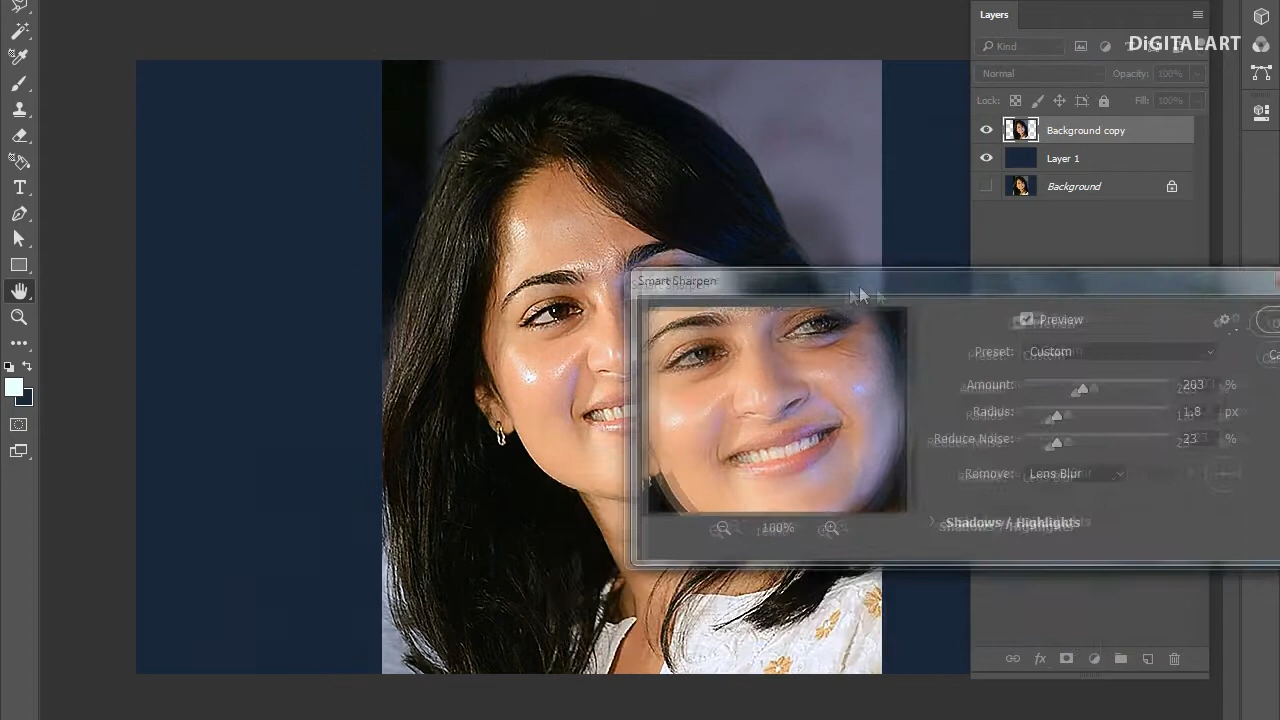 Layers
DiGITALART
Kind
Normal
Opacity: 100%
Lock:
Fill: 100%
Background copy
Layer 1
Background
Smart Sharpen
Preview
Preset: Custom
Amount: 203 %
Radius: 1.8 px
Reduce Noise: 23 %
Remove: Lens Blur
Shadows / Highlights
100%